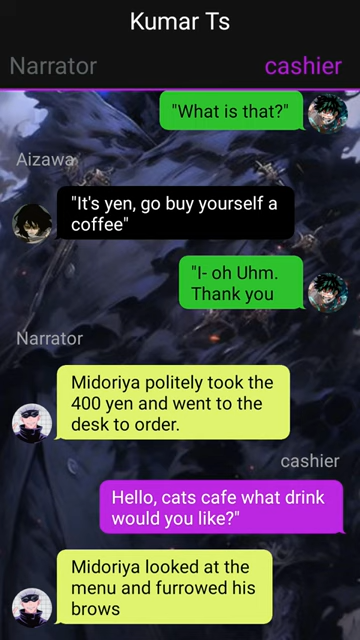 Kumar Ts
Narrator
cashier
"What is that?"
Aizawa
"It's yen, go buy yourself a
coffee"
"I- oh Uhm.
Thank you
Narrator
Midoriya politely took the
400 yen and went to the
desk to order.
cashier
Hello, cats cafe what drink
would you like?"
Midoriya looked at the
menu and furrowed his
brows